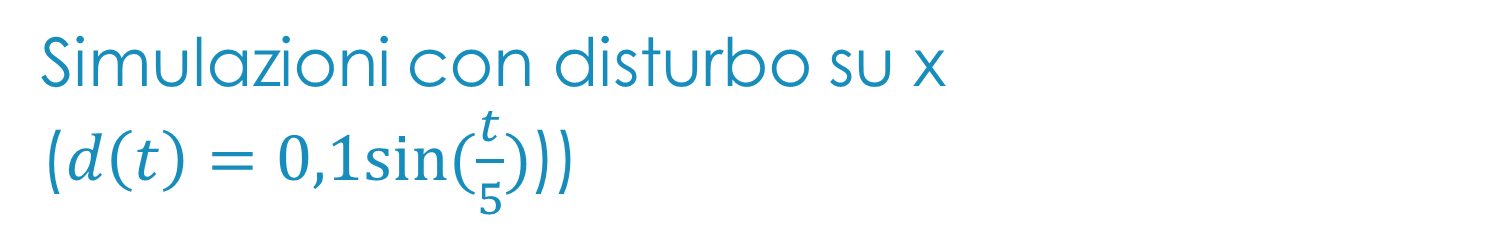 Simulazioni con disturbo su x
(d(t) = 0,1sin(t/5)))